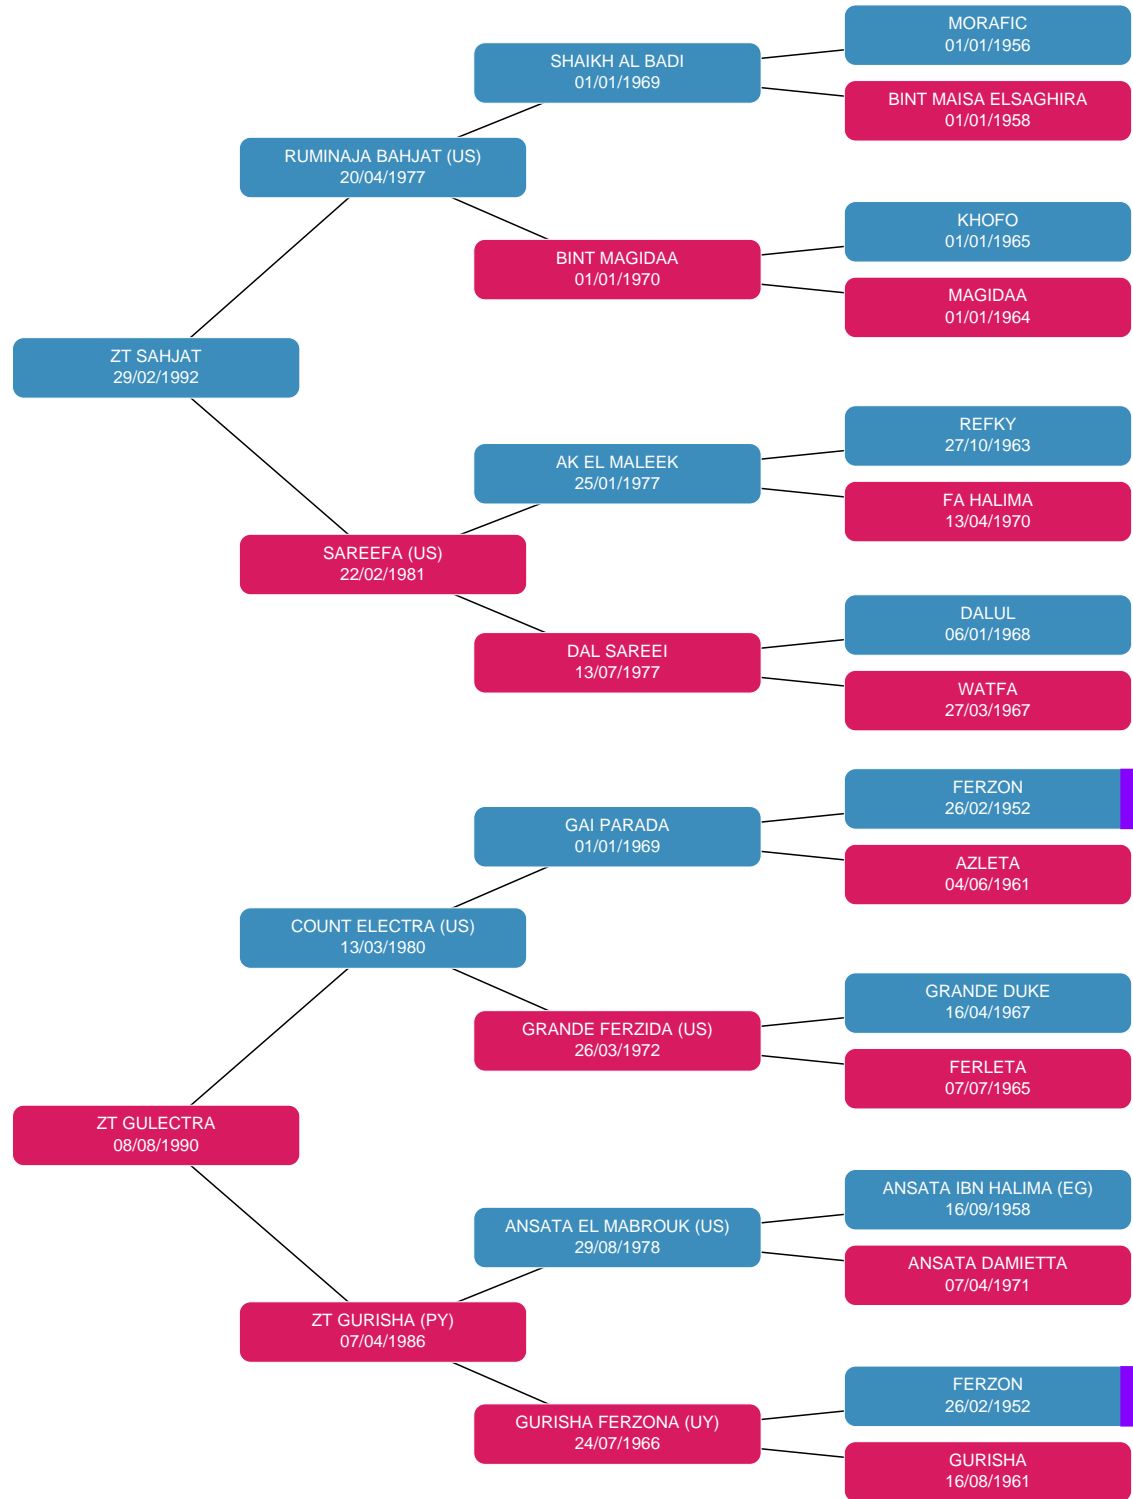 MORAFIC
01/01/1956
SHAIKH AL BADI
01/01/1969
BINT MAISA ELSAGHIRA
01/01/1958
RUMINAJA BAHJAT (US)
20/04/1977
KHOFO
01/01/1965
BINT MAGIDAA
01/01/1970
MAGIDAA
01/01/1964
ZT SAHJAT
29/02/1992
REFKY
27/10/1963
AK EL MALEEK
25/01/1977
FA HALIMA
13/04/1970
SAREEFA (US)
22/02/1981
DALUL
06/01/1968
DAL SAREEI
13/07/1977
WATFA
27/03/1967
FERZON
26/02/1952
GAI PARADA
01/01/1969
AZLETA
04/06/1961
COUNT ELECTRA (US)
13/03/1980
GRANDE DUKE
16/04/1967
GRANDE FERZIDA (US)
26/03/1972
FERLETA
07/07/1965
ZT GULECTRA
08/08/1990
ANSATA IBN HALIMA (EG)
16/09/1958
ANSATA EL MABROUK (US)
29/08/1978
ANSATA DAMIETTA
07/04/1971
ZT GURISHA (PY)
07/04/1986
FERZON
26/02/1952
GURISHA FERZONA (UY)
24/07/1966
GURISHA
16/08/1961